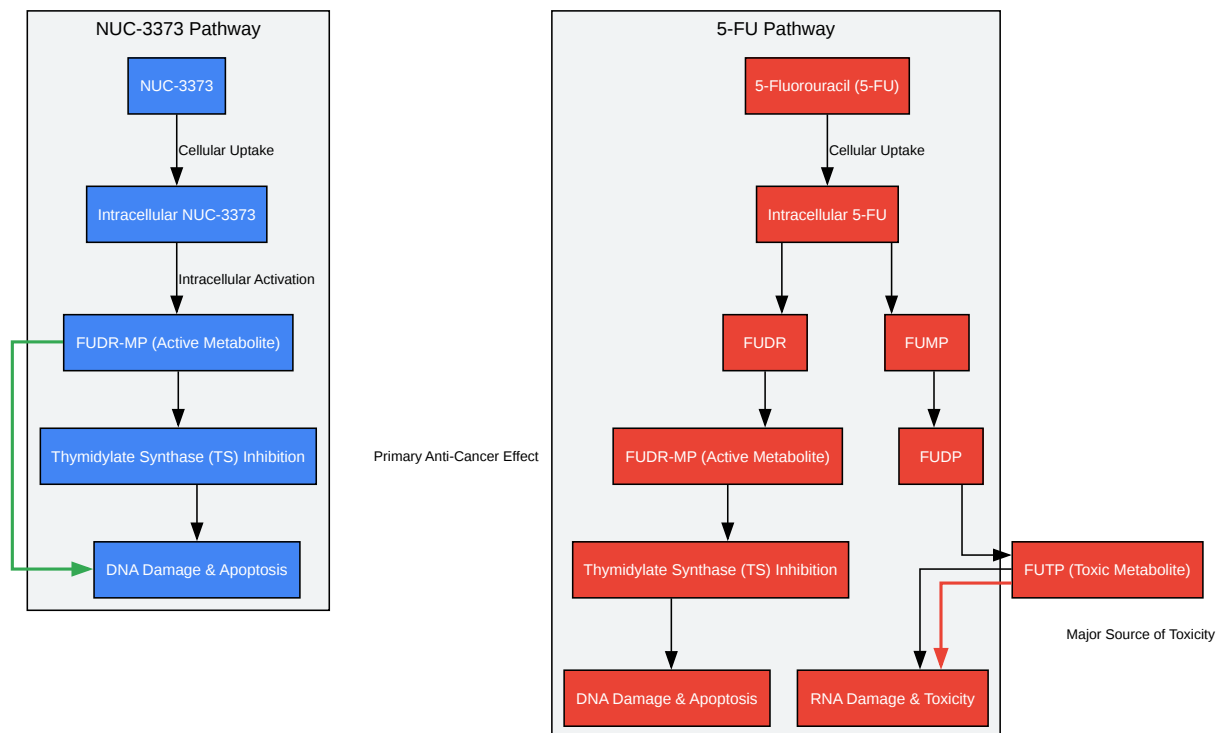 NUC-3373 Pathway
NUC-3373
Cellular Uptake
Intracellular NUC-3373
Intracellular Activation
FUDR-MP (Active Metabolite)
Thymidylate Synthase (TS) Inhibition
DNA Damage & Apoptosis
Primary Anti-Cancer Effect
5-FU Pathway
5-Fluorouracil (5-FU)
Cellular Uptake
Intracellular 5-FU
FUDR
FUMP
FUDR-MP (Active Metabolite)
FUDP
Thymidylate Synthase (TS) Inhibition
FUTP (Toxic Metabolite)
Major Source of Toxicity
DNA Damage & Apoptosis
RNA Damage & Toxicity